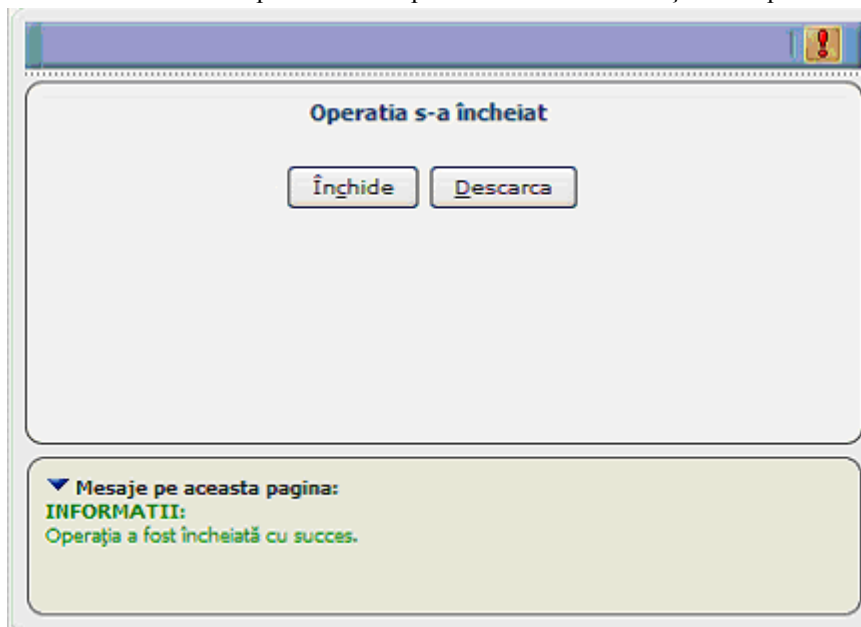 Operatia s-a încheiat
Închide Descarca
Mesaje pe aceasta pagina:
INFORMATII:
Operaţia a fost încheiată cu succes.